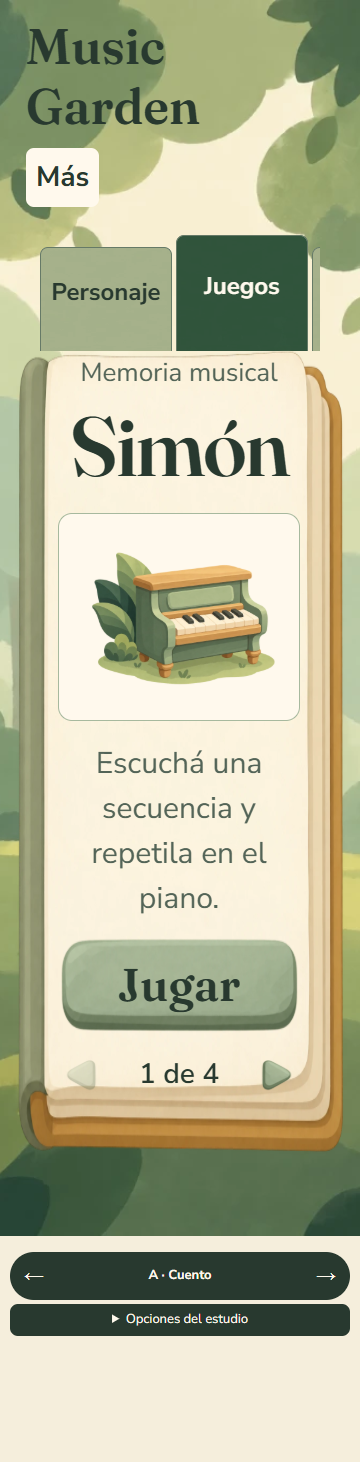 Music
Garden
Más
Personaje
Juegos
Memoria musical
Simón
Escuchá una
secuencia y
repetila en el
piano.
Jugar
1 de 4
← A · Cuento →
▶ Opciones del estudio